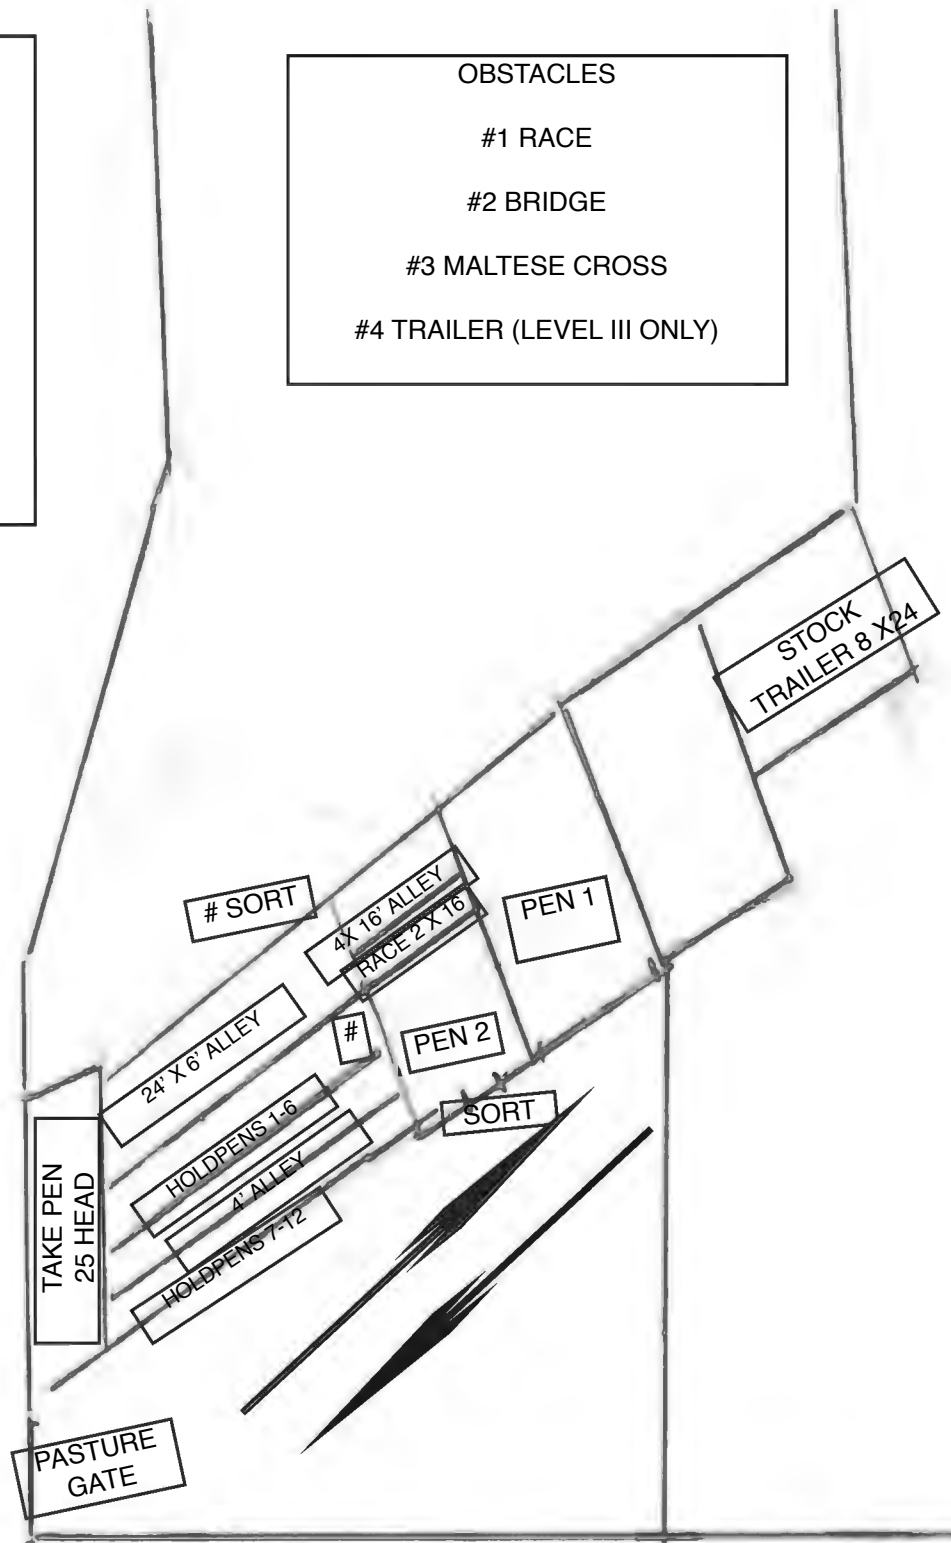 OBSTACLES
#1 RACE
#2 BRIDGE
#3 MALTESE CROSS
#4 TRAILER (LEVEL III ONLY)
STOCK
TRAILER 8 X24
# SORT
4X 16' ALLEY
RACE 2 X 16'
PEN 1
24' X 6' ALLEY
#
PEN 2
SORT
HOLDPENS 1-6
4' ALLEY
HOLDPENS 7-12
TAKE PEN
25 HEAD
PASTURE
GATE